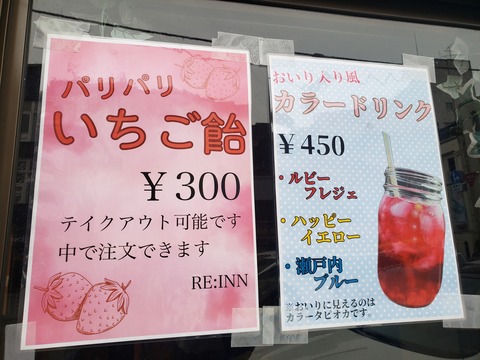 パリパリ
いちご飴
￥300
テイクアウト可能です
中で注文できます
RE:INN
おいり入り風
カラードリンク
￥450
・ルビー
フレジェ
・ハッピー
イエロー
・瀬戸内
ブルー
※おいりに見えるのは
カラータピオカです。